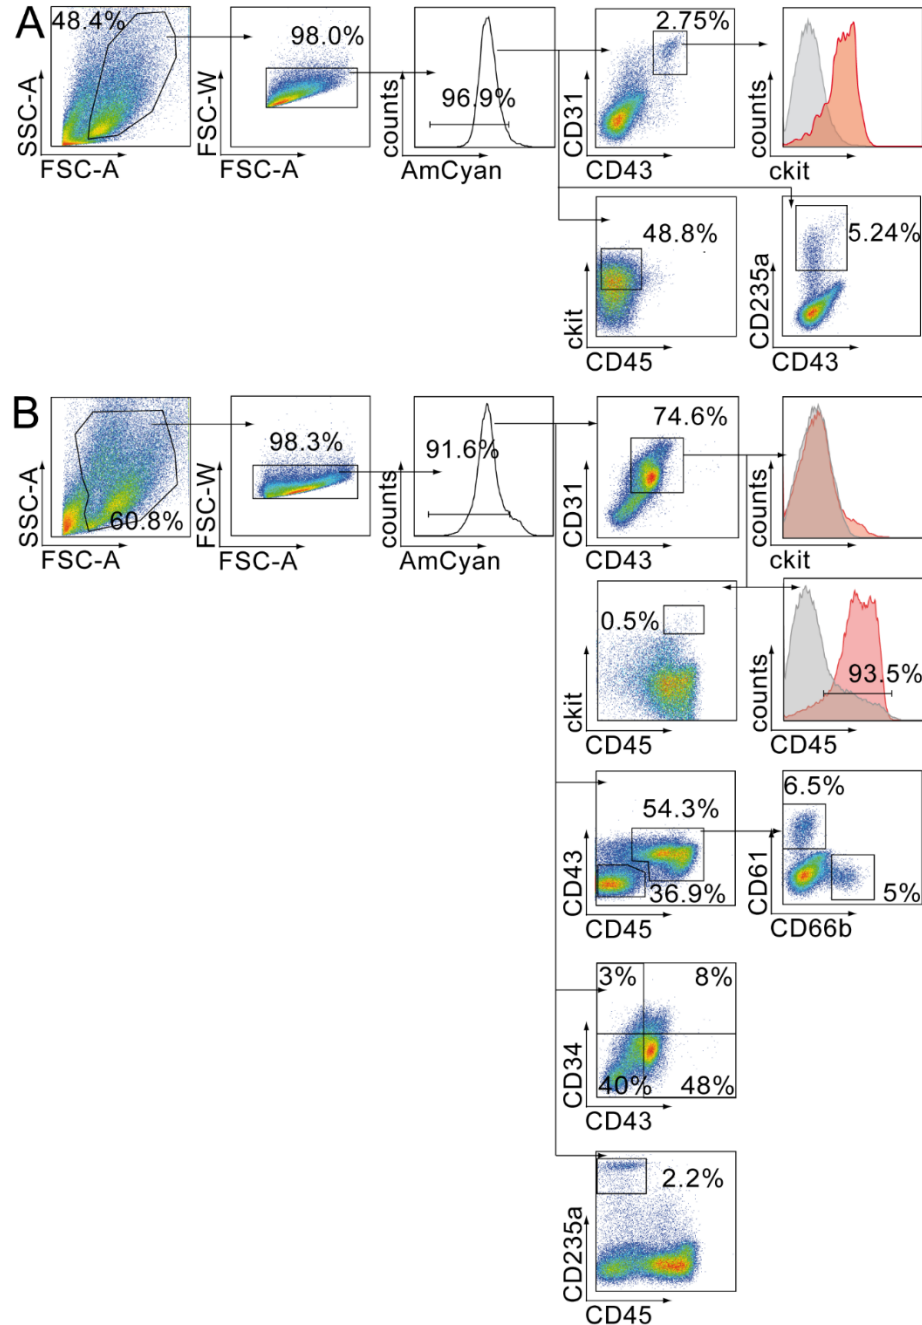 A
48.4%
SSC-A
FSC-A
98.0%
FSC-W
FSC-A
96.9%
counts
AmCyan
2.75%
CD31
CD43
counts
ckit
48.8%
ckit
CD45
5.24%
CD235a
CD43
B
60.8%
SSC-A
FSC-A
98.3%
FSC-W
FSC-A
91.6%
counts
AmCyan
74.6%
CD31
CD43
counts
ckit
0.5%
ckit
CD45
93.5%
counts
CD45
54.3%
36.9%
CD43
CD45
6.5%
5%
CD61
CD66b
3% 8%
40% 48%
CD34
CD43
2.2%
CD235a
CD45